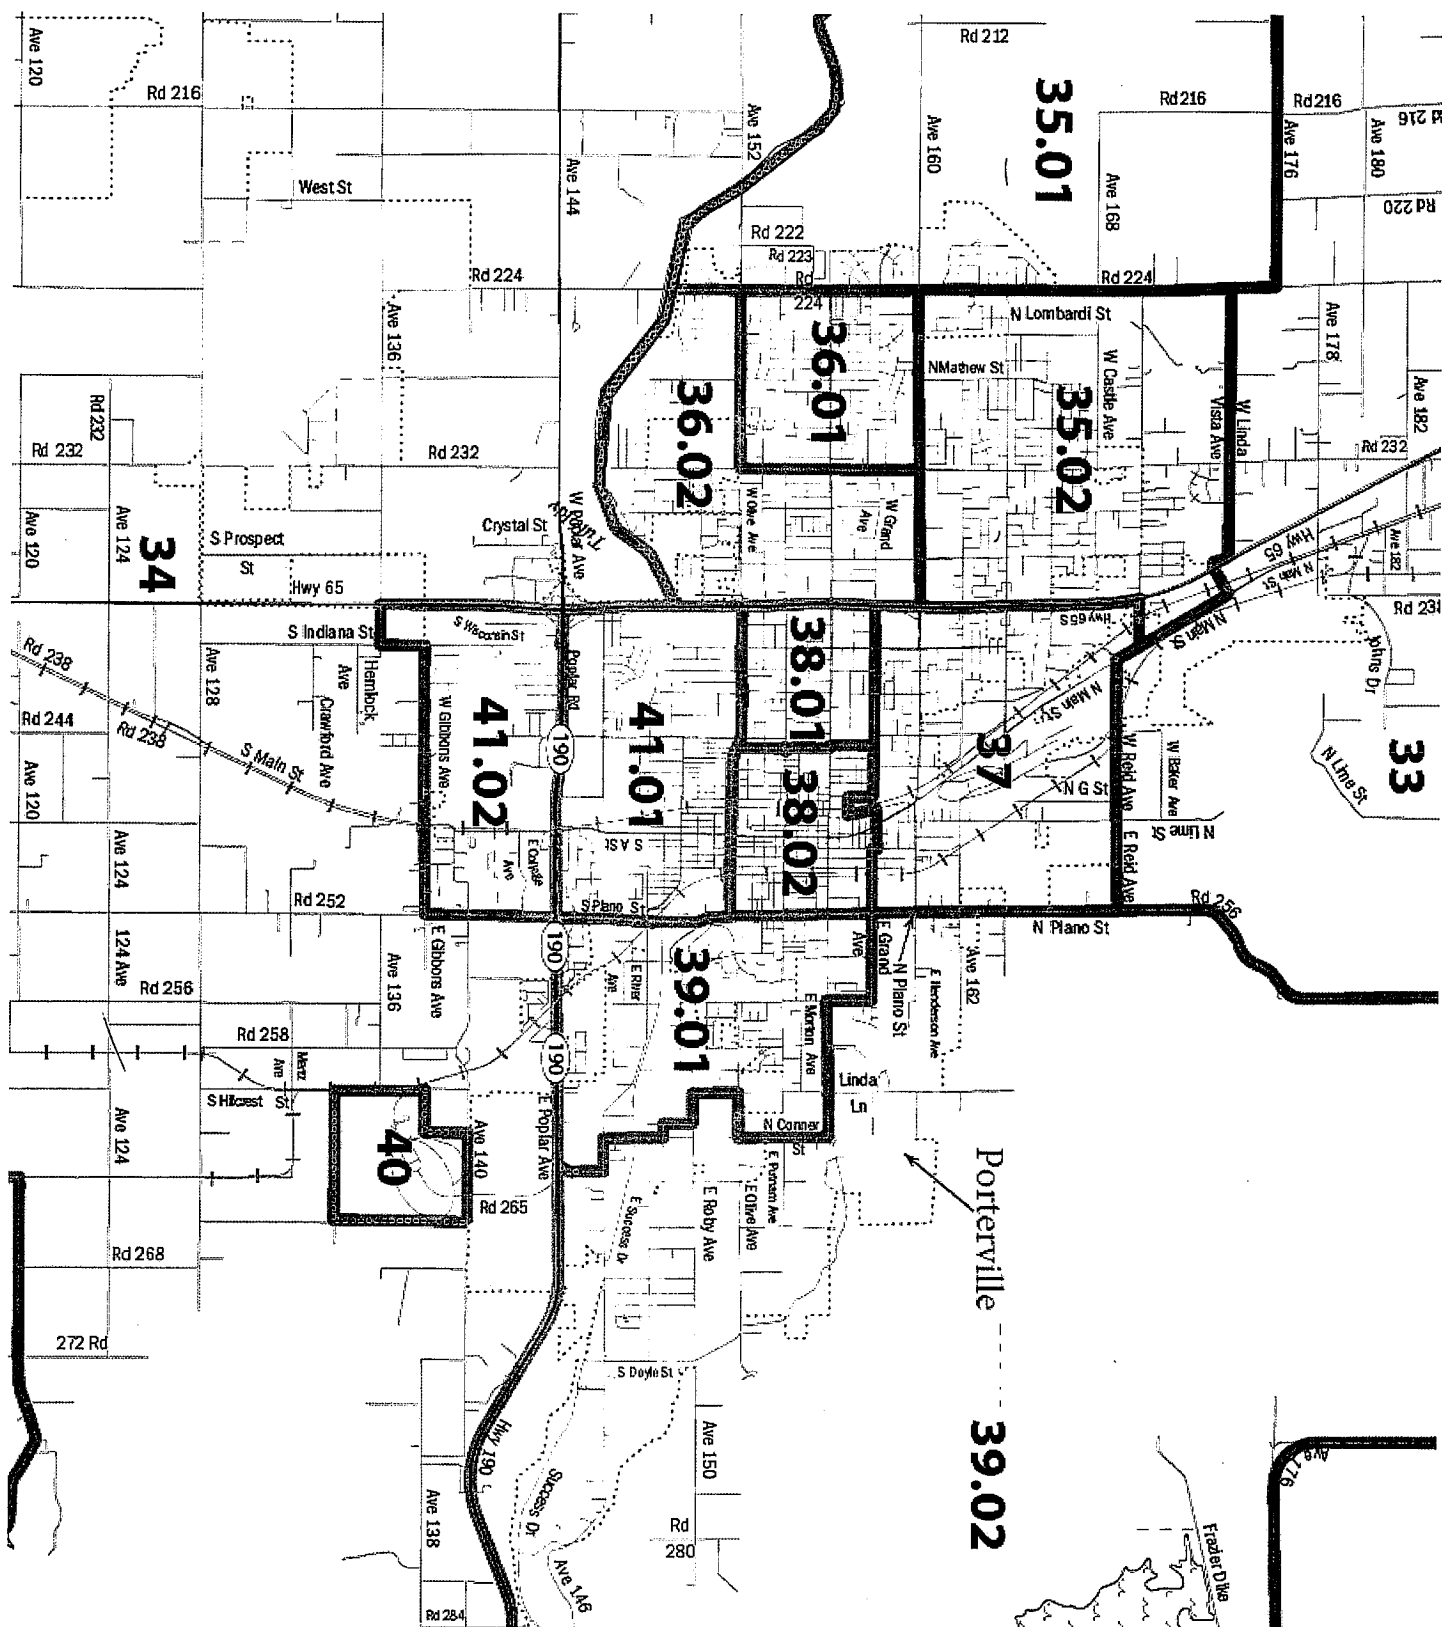 Rd 212
Ave 120
Rd 216
Ave 152
Ave 160
35.01
Rd 216
Rd 216
Ave 176
Ave 180
Rd 220
West St
Ave 144
Ave 168
Rd 222
Rd 223
Rd
224
Rd 224
Rd 224
N Lombardi St
Ave 136
36.01
Ave 178
N Mathew St
W Castle Ave
Ave 182
36.02
35.02
W Linda
Vista Ave
Rd 232
Rd 232
Rd 232
Rd 232
W Olive Ave
W Grand
Ave
Crystal St
W Poplar Ave
Ave 120
Ave 124
34
S Prospect
St
Hwy 65
Hwy 65
N Main St
Ave 182
Hwy 65S
S Indiana St
S Wisconsin St
N Main St
Johns Dr
Rd 238
Ave 128
Hemlock
Ave
Crawford Ave
Poplar Rd
38.01
N Main St
Rd 244
Rd 238
S Main St
W Gibbons Ave
41.02
190
41.01
37
33
W Reid Ave
W Baker Ave
N Lime St
N G St
Ave 120
38.02
N Lime St
Ave 124
S A St
E College
Ave
E Reid Ave
Rd 252
S Plano St
Rd 256
N Plano St
124 Ave
E Gibbons Ave
190
E Grand
Ave
N Plano St
Ave 162
E Henderson Ave
Ave 136
E River
Ave
39.01
E Morton Ave
Rd 256
Rd 258
190
Linda
Ln
S Hillcrest St
Ave 124
40
Ave 140
E Poplar Ave
N Conner
St
E Putnam Ave
E Olive Ave
E Roby Ave
E Success Dr
Rd 265
Rd 268
Porterville
272 Rd
S Doyle St
Hwy 190
Ave 150
39.02
Ave 176
Success Dr
Ave 138
Rd
280
Ave 146
Rd 284